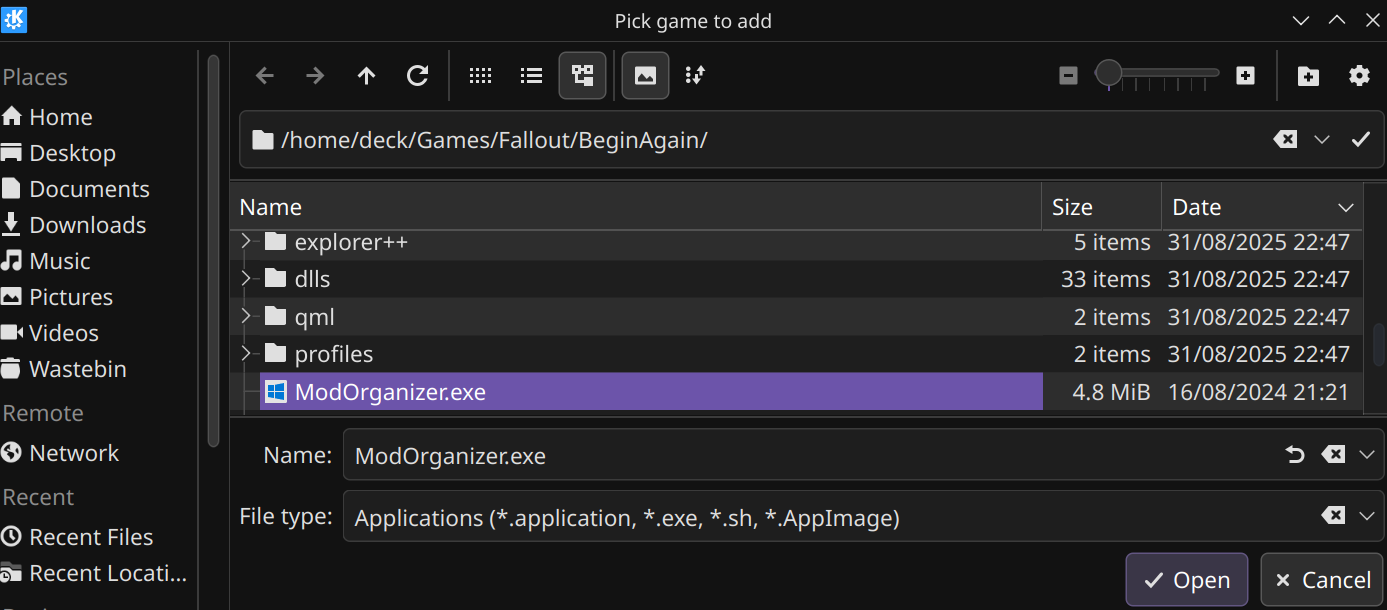 Pick game to add
Places
Home
Desktop
Documents
Downloads
Music
Pictures
Videos
Wastebin
Remote
Network
Recent
Recent Files
Recent Locati...
/home/deck/Games/Fallout/BeginAgain/
Name Size Date
explorer++ 5 items 31/08/2025 22:47
dlls 33 items 31/08/2025 22:47
qml 2 items 31/08/2025 22:47
profiles 2 items 31/08/2025 22:47
ModOrganizer.exe 4.8 MiB 16/08/2024 21:21
Name: ModOrganizer.exe
File type: Applications (*.application, *.exe, *.sh, *.AppImage)
Open Cancel